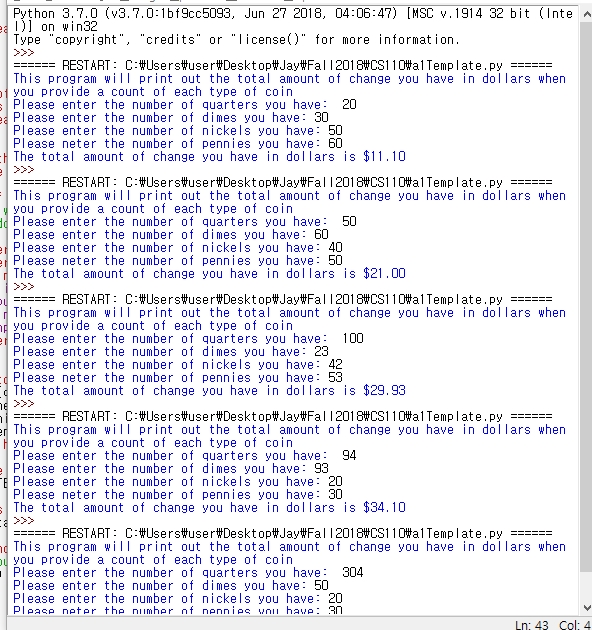 Python 3.7.0 (v3.7.0:1bf9cc5093, Jun 27 2018, 04:06:47) [MSC v.1914 32 bit (Inte
l)] on win32
Type "copyright", "credits" or "license()" for more information.
>>>
====== RESTART: C:₩Users₩user₩Desktop₩Jay₩Fall2018₩CS110₩a1Template.py ======
This program will print out the total amount of change you have in dollars when
you provide a count of each type of coin
Please enter the number of quarters you have:  20
Please enter the number of dimes you have: 30
Please enter the number of nickels you have: 50
Please neter the number of pennies you have: 60
The total amount of change you have in dollars is $11.10
>>>
====== RESTART: C:₩Users₩user₩Desktop₩Jay₩Fall2018₩CS110₩a1Template.py ======
This program will print out the total amount of change you have in dollars when
you provide a count of each type of coin
Please enter the number of quarters you have:  50
Please enter the number of dimes you have: 60
Please enter the number of nickels you have: 40
Please neter the number of pennies you have: 50
The total amount of change you have in dollars is $21.00
>>>
====== RESTART: C:₩Users₩user₩Desktop₩Jay₩Fall2018₩CS110₩a1Template.py ======
This program will print out the total amount of change you have in dollars when
you provide a count of each type of coin
Please enter the number of quarters you have:  100
Please enter the number of dimes you have: 23
Please enter the number of nickels you have: 42
Please neter the number of pennies you have: 53
The total amount of change you have in dollars is $29.93
>>>
====== RESTART: C:₩Users₩user₩Desktop₩Jay₩Fall2018₩CS110₩a1Template.py ======
This program will print out the total amount of change you have in dollars when
you provide a count of each type of coin
Please enter the number of quarters you have:  94
Please enter the number of dimes you have: 93
Please enter the number of nickels you have: 20
Please neter the number of pennies you have: 30
The total amount of change you have in dollars is $34.10
>>>
====== RESTART: C:₩Users₩user₩Desktop₩Jay₩Fall2018₩CS110₩a1Template.py ======
This program will print out the total amount of change you have in dollars when
you provide a count of each type of coin
Please enter the number of quarters you have:  304
Please enter the number of dimes you have: 50
Please enter the number of nickels you have: 20
Please neter the number of pennies you have: 30
Ln: 43 Col: 4